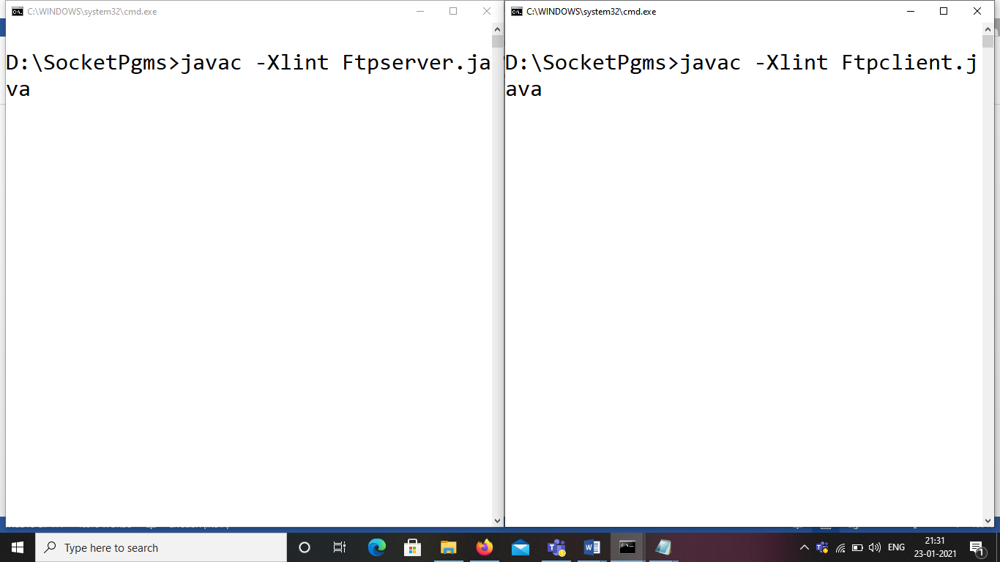 C:\WINDOWS\system32\cmd.exe
D:\SocketPgms>javac -Xlint Ftpserver.ja
va
C:\WINDOWS\system32\cmd.exe
D:\SocketPgms>javac -Xlint Ftpclient.j
ava
Type here to search
ENG
21:31
23-01-2021
1